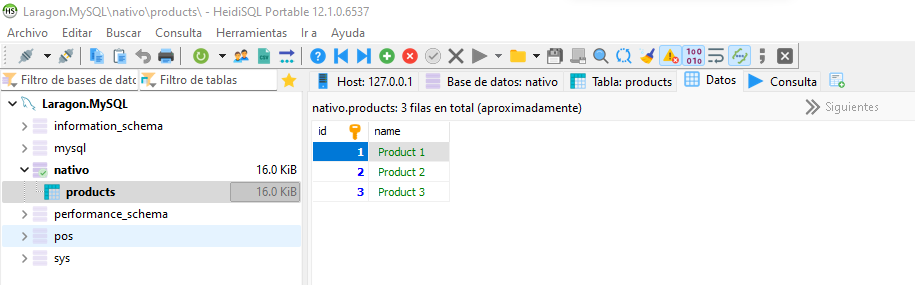 Laragon.MySQL\nativo\products\ - HeidiSQL Portable 12.1.0.6537
Archivo Editar Buscar Consulta Herramientas Ir a Ayuda
Filtro de bases de dato Filtro de tablas
Host: 127.0.0.1 Base de datos: nativo Tabla: products Datos Consulta
nativo.products: 3 filas en total (aproximadamente) Siguientes
Laragon.MySQL
information_schema
mysql
nativo 16.0 KiB
products 16.0 KiB
performance_schema
pos
sys
id name
1 Product 1
2 Product 2
3 Product 3